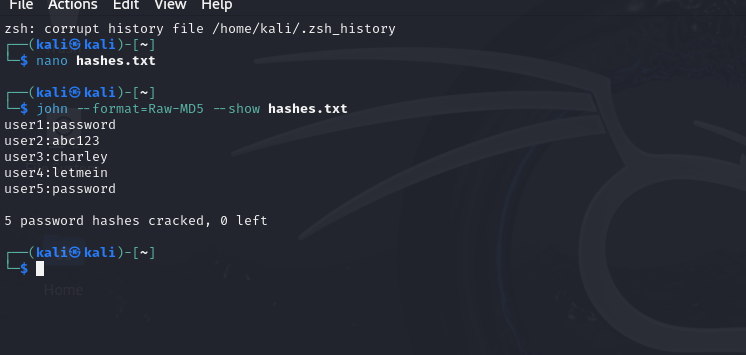 File Actions Edit View Help
zsh: corrupt history file /home/kali/.zsh_history
┌──(kali㉿kali)-[~]
└─$ nano hashes.txt
┌──(kali㉿kali)-[~]
└─$ john --format=Raw-MD5 --show hashes.txt
user1:password
user2:abc123
user3:charley
user4:letmein
user5:password
5 password hashes cracked, 0 left
┌──(kali㉿kali)-[~]
└─$
Home